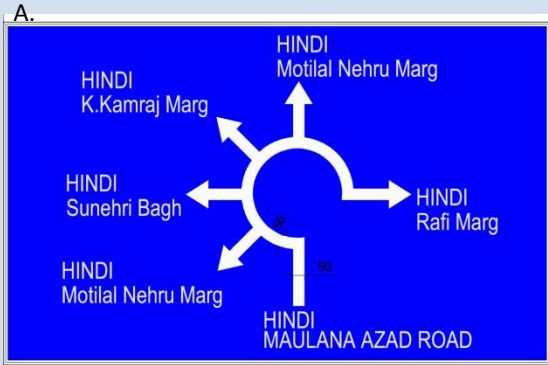 A.
HINDI
Motilal Nehru Marg
HINDI
K.Kamraj Marg
HINDI
Sunehri Bagh
HINDI
Rafi Marg
HINDI
Motilal Nehru Marg
50
HINDI
MAULANA AZAD ROAD